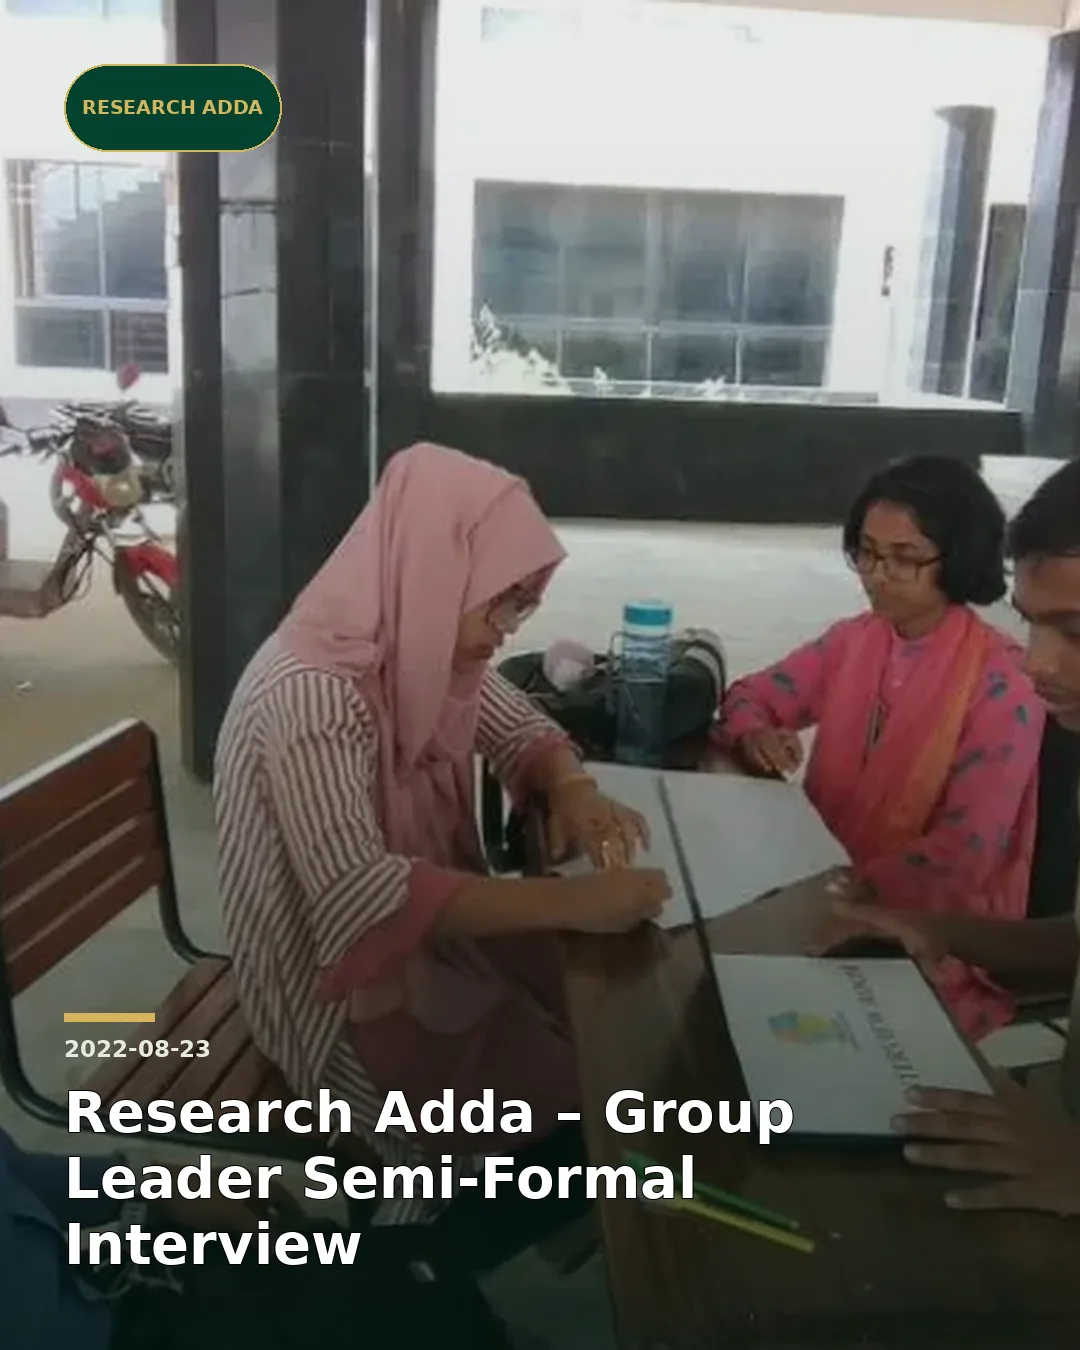 RESEARCH ADDA
2022-08-23
Research Adda – Group
Leader Semi-Formal
Interview